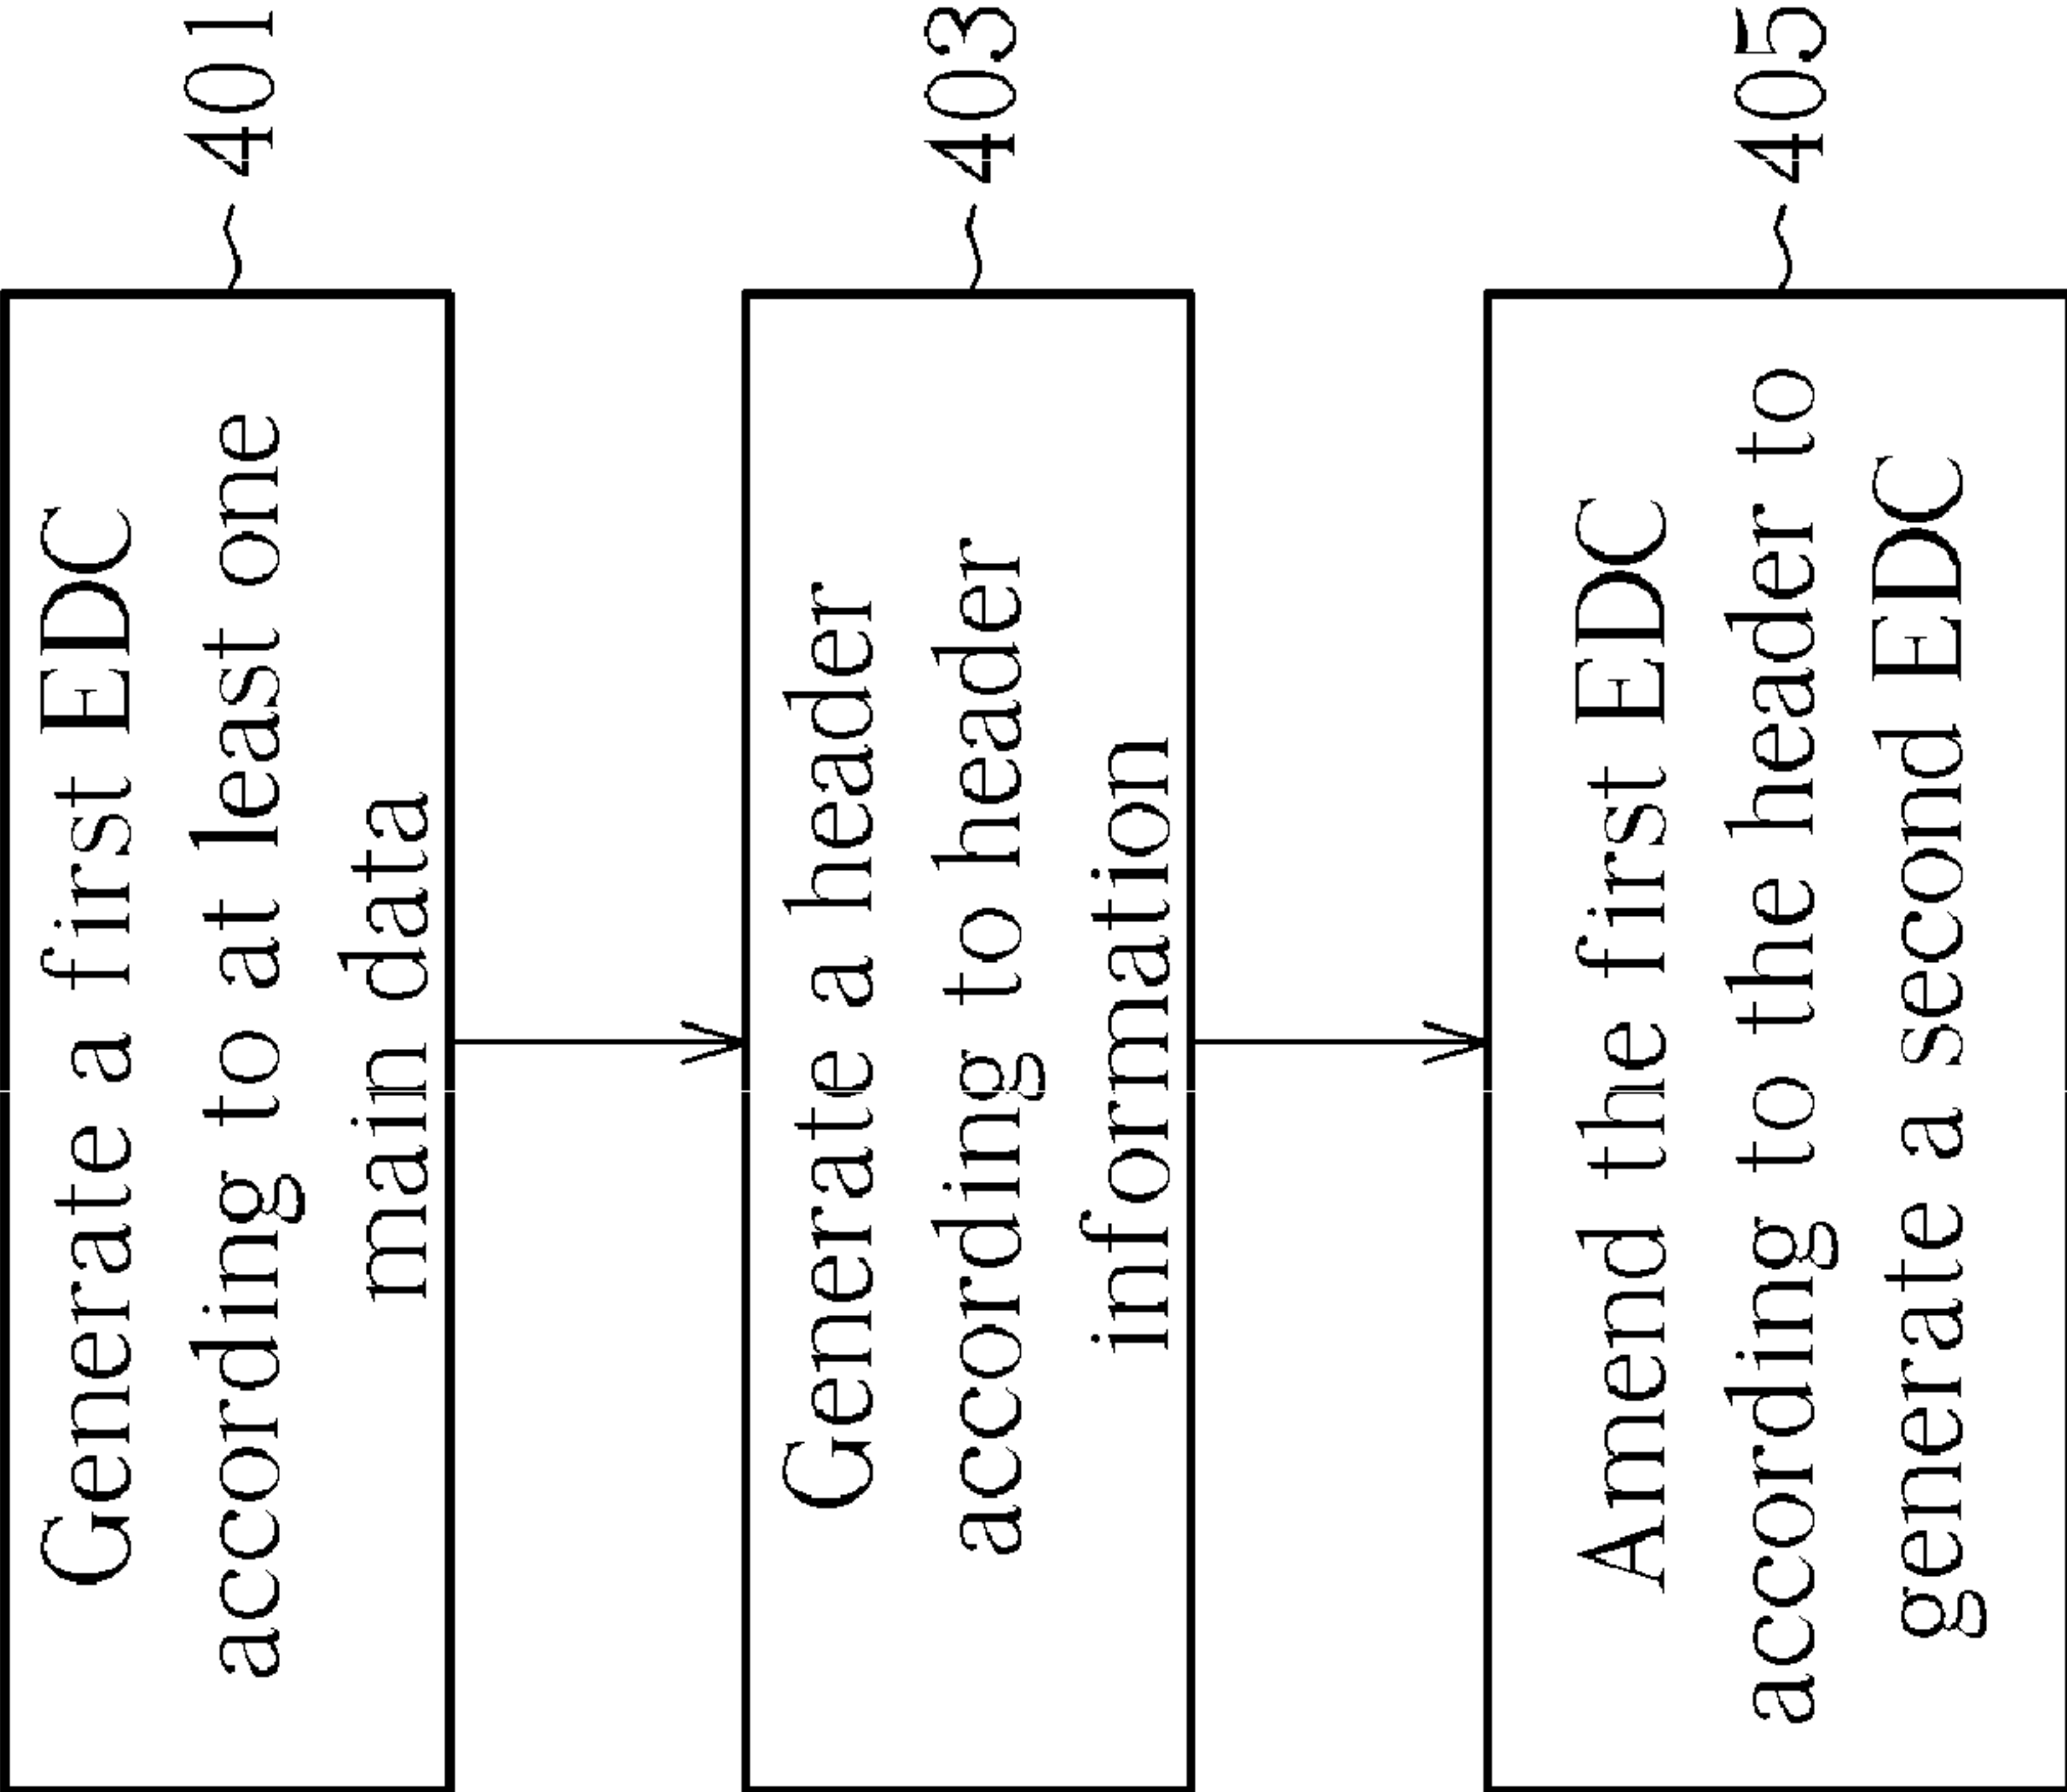 Generate a first EDC
according to at least one
main data
401
Generate a header
according to header
information
403
Amend the first EDC
according to the header to
generate a second EDC
405